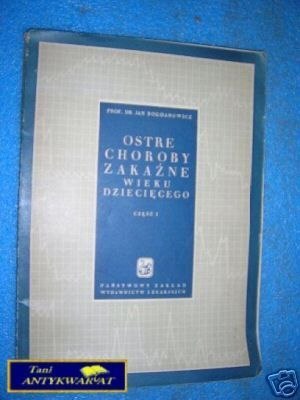 PROF. DR. JAN BOGDANOWICZ
OSTRE
CHOROBY
ZAKAŹNE
WIEKU
DZIECIĘCEGO
CZĘŚĆ I
PAŃSTWOWY ZAKŁAD
WYDAWNICTW LEKARSKICH
Tani
ANTYKWARIAT